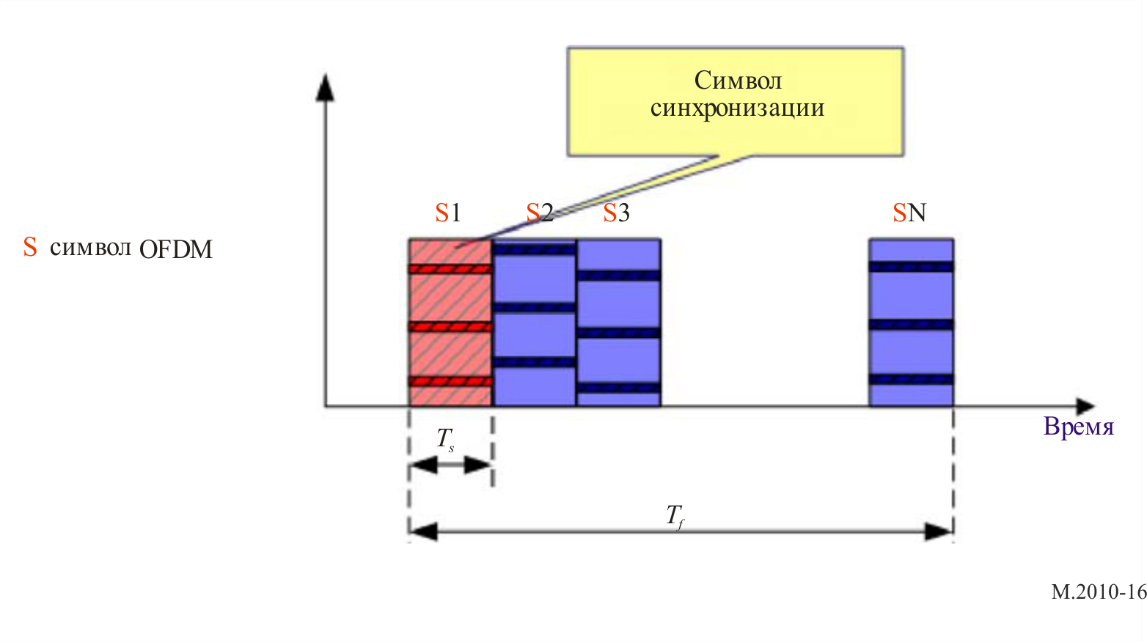 Символ
синхронизации
S1 S2 S3 SN
S символ OFDM
Время
Ts
Tf
M.2010-16